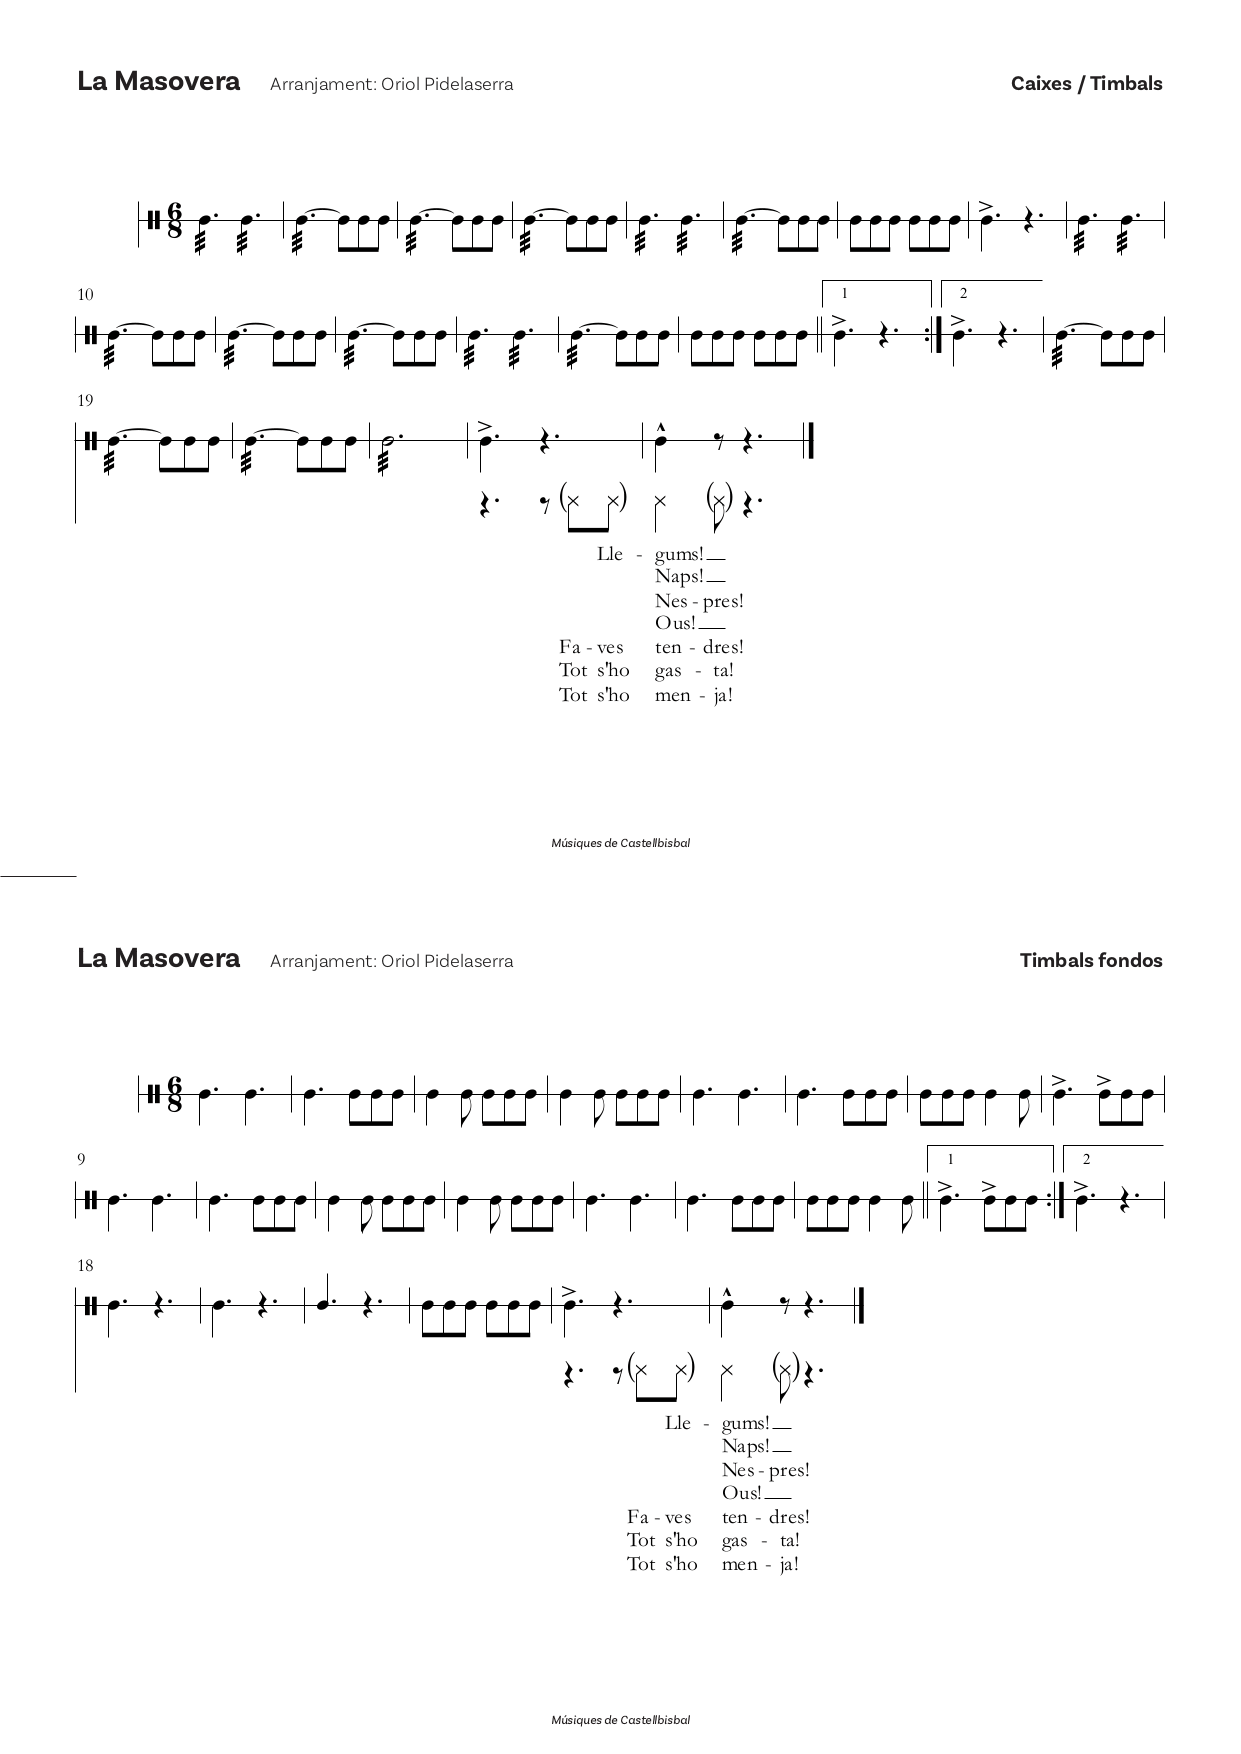 La Masovera Arranjament: Oriol Pidelaserra Caixes / Timbals
6
8
10
1 2
19
Lle - gums!
Naps!
Nes - pres!
Ous!
Fa - ves ten - dres!
Tot s'ho gas - ta!
Tot s'ho men - ja!
Músiques de Castellbisbal
La Masovera Arranjament: Oriol Pidelaserra Timbals fondos
6
8
9
1 2
18
Lle - gums!
Naps!
Nes - pres!
Ous!
Fa - ves ten - dres!
Tot s'ho gas - ta!
Tot s'ho men - ja!
Músiques de Castellbisbal